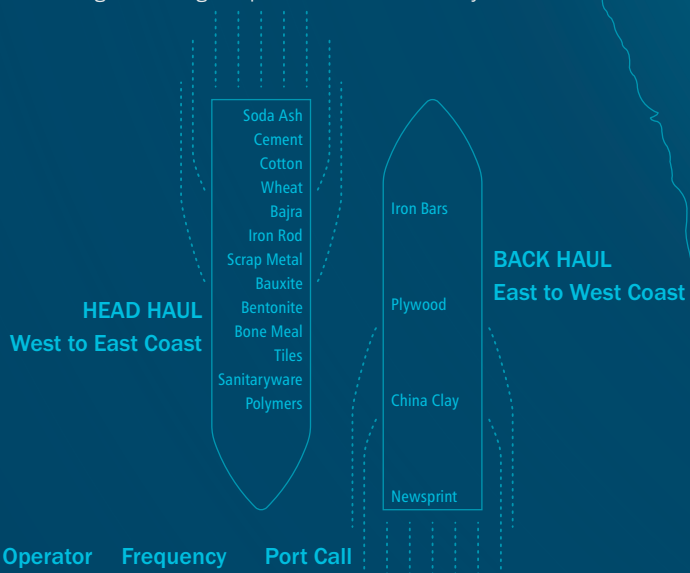 Soda Ash
Cement
Cotton
Wheat
Bajra
Iron Rod
Scrap Metal
Bauxite
Bentonite
Bone Meal
Tiles
Sanitaryware
Polymers
HEAD HAUL
West to East Coast
Iron Bars
Plywood
China Clay
Newsprint
BACK HAUL
East to West Coast
Operator Frequency Port Call